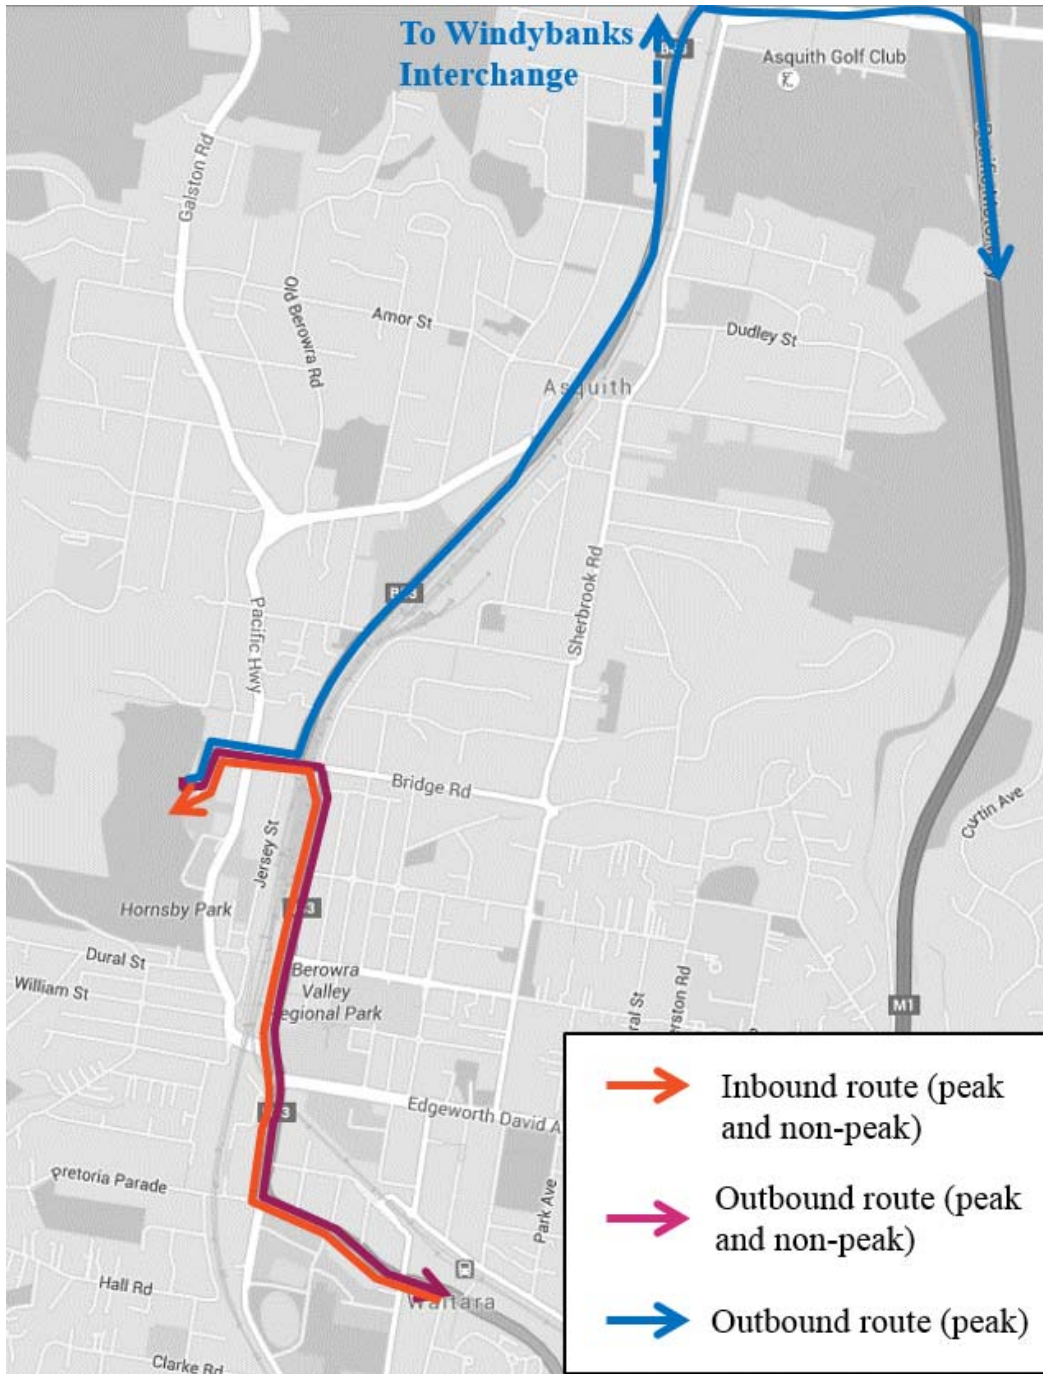 To Windybanks
Interchange
Asquith Golf Club
Galston Rd
Old Berowra Rd
Amor St
Dudley St
Asquith
Sherbrook Rd
Pacific Hwy
Bridge Rd
Jersey St
Curtin Ave
Hornsby Park
Dural St
William St
Berowra
Valley
Regional Park
M1
Edgeworth David A
Pretoria Parade
Park Ave
Hall Rd
Waitara
Clarke Rd
Inbound route (peak
and non-peak)
Outbound route (peak
and non-peak)
Outbound route (peak)